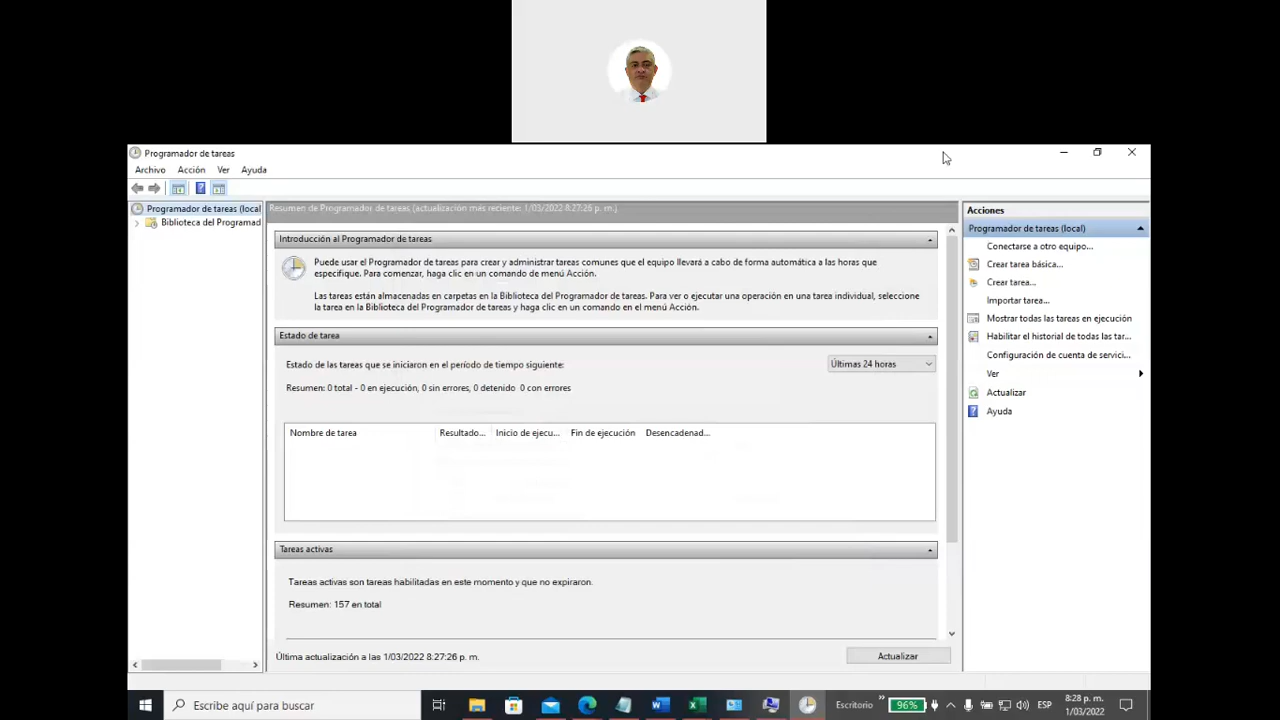 Programador de tareas
Archivo Acción Ver Ayuda
Programador de tareas (local
Biblioteca del Programad
Resumen de Programador de tareas (actualización más reciente: 1/03/2022 8:27:26 p. m.)
Introducción al Programador de tareas
Puede usar el Programador de tareas para crear y administrar tareas comunes que el equipo llevará a cabo de forma automática a las horas que
especifique. Para comenzar, haga clic en un comando de menú Acción.
Las tareas están almacenadas en carpetas en la Biblioteca del Programador de tareas. Para ver o ejecutar una operación en una tarea individual, seleccione
la tarea en la Biblioteca del Programador de tareas y haga clic en un comando en el menú Acción.
Estado de tarea
Estado de las tareas que se iniciaron en el período de tiempo siguiente:
Últimas 24 horas
Resumen: 0 total - 0 en ejecución, 0 sin errores, 0 detenido 0 con errores
Nombre de tarea Resultado... Inicio de ejecu... Fin de ejecución Desencadenad...
Tareas activas
Tareas activas son tareas habilitadas en este momento y que no expiraron.
Resumen: 157 en total
Última actualización a las 1/03/2022 8:27:26 p. m.
Actualizar
Acciones
Programador de tareas (local)
Conectarse a otro equipo...
Crear tarea básica...
Crear tarea...
Importar tarea...
Mostrar todas las tareas en ejecución
Habilitar el historial de todas las tar...
Configuración de cuenta de servici...
Ver
Actualizar
Ayuda
Escribe aquí para buscar
Escritorio
96%
ESP
8:28 p. m.
1/03/2022